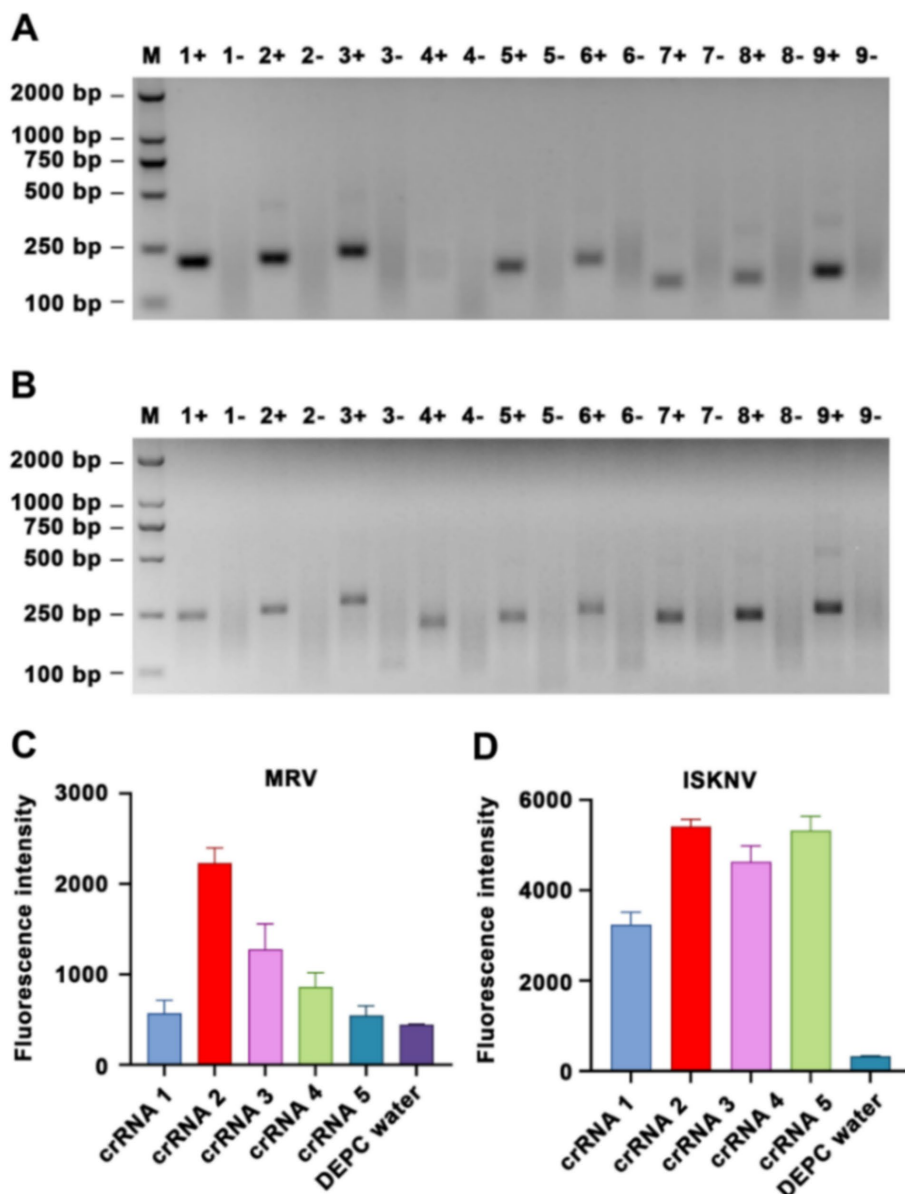 A
M 1+ 1- 2+ 2- 3+ 3- 4+ 4- 5+ 5- 6+ 6- 7+ 7- 8+ 8- 9+ 9-
2000 bp
1000 bp
750 bp
500 bp
250 bp
100 bp
B
M 1+ 1- 2+ 2- 3+ 3- 4+ 4- 5+ 5- 6+ 6- 7+ 7- 8+ 8- 9+ 9-
2000 bp
1000 bp
750 bp
500 bp
250 bp
100 bp
C
MRV
Fluorescence intensity
3000
2000
1000
0
crRNA 1
crRNA 2
crRNA 3
crRNA 4
crRNA 5
DEPC water
D
ISKNV
Fluorescence intensity
6000
4000
2000
0
crRNA 1
crRNA 2
crRNA 3
crRNA 4
crRNA 5
DEPC water